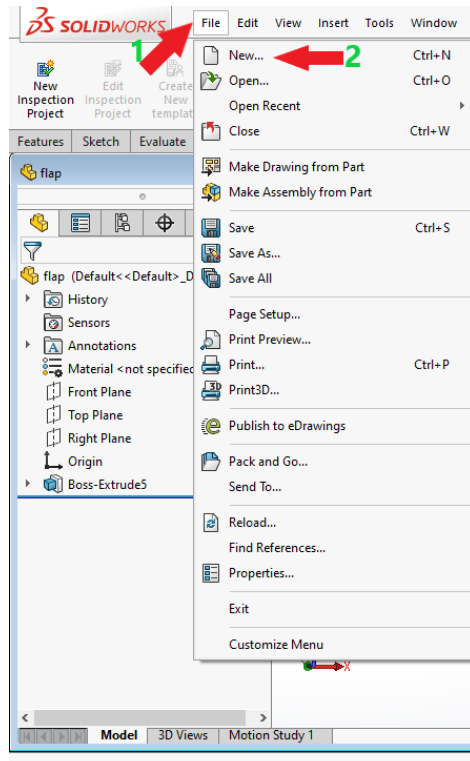 SOLIDWORKS
File Edit View Insert Tools Window
1
2
New Inspection Project
Edit Inspection Project
Create New templat
Features Sketch Evaluate
flap
flap (Default<<Default>_D
History
Sensors
Annotations
Material <not specified
Front Plane
Top Plane
Right Plane
Origin
Boss-Extrude5
New... Ctrl+N
Open... Ctrl+O
Open Recent
Close Ctrl+W
Make Drawing from Part
Make Assembly from Part
Save Ctrl+S
Save As...
Save All
Page Setup...
Print Preview...
Print... Ctrl+P
Print3D...
Publish to eDrawings
Pack and Go...
Send To...
Reload...
Find References...
Properties...
Exit
Customize Menu
X
Model 3D Views Motion Study 1